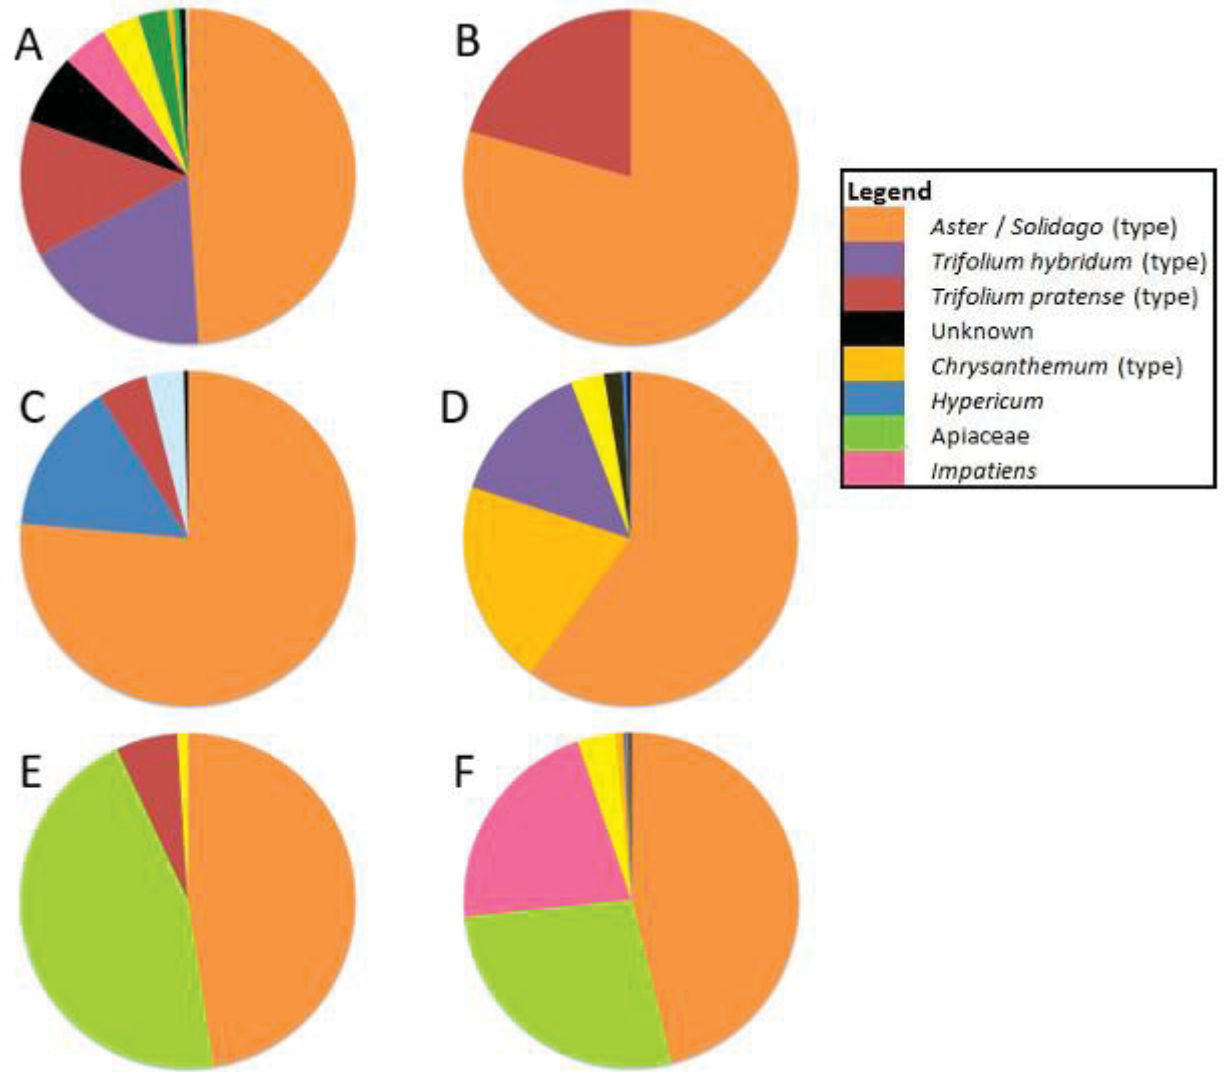 A
B
C
D
E
F
Legend
Aster / Solidago (type)
Trifolium hybridum (type)
Trifolium pratense (type)
Unknown
Chrysanthemum (type)
Hypericum
Apiaceae
Impatiens